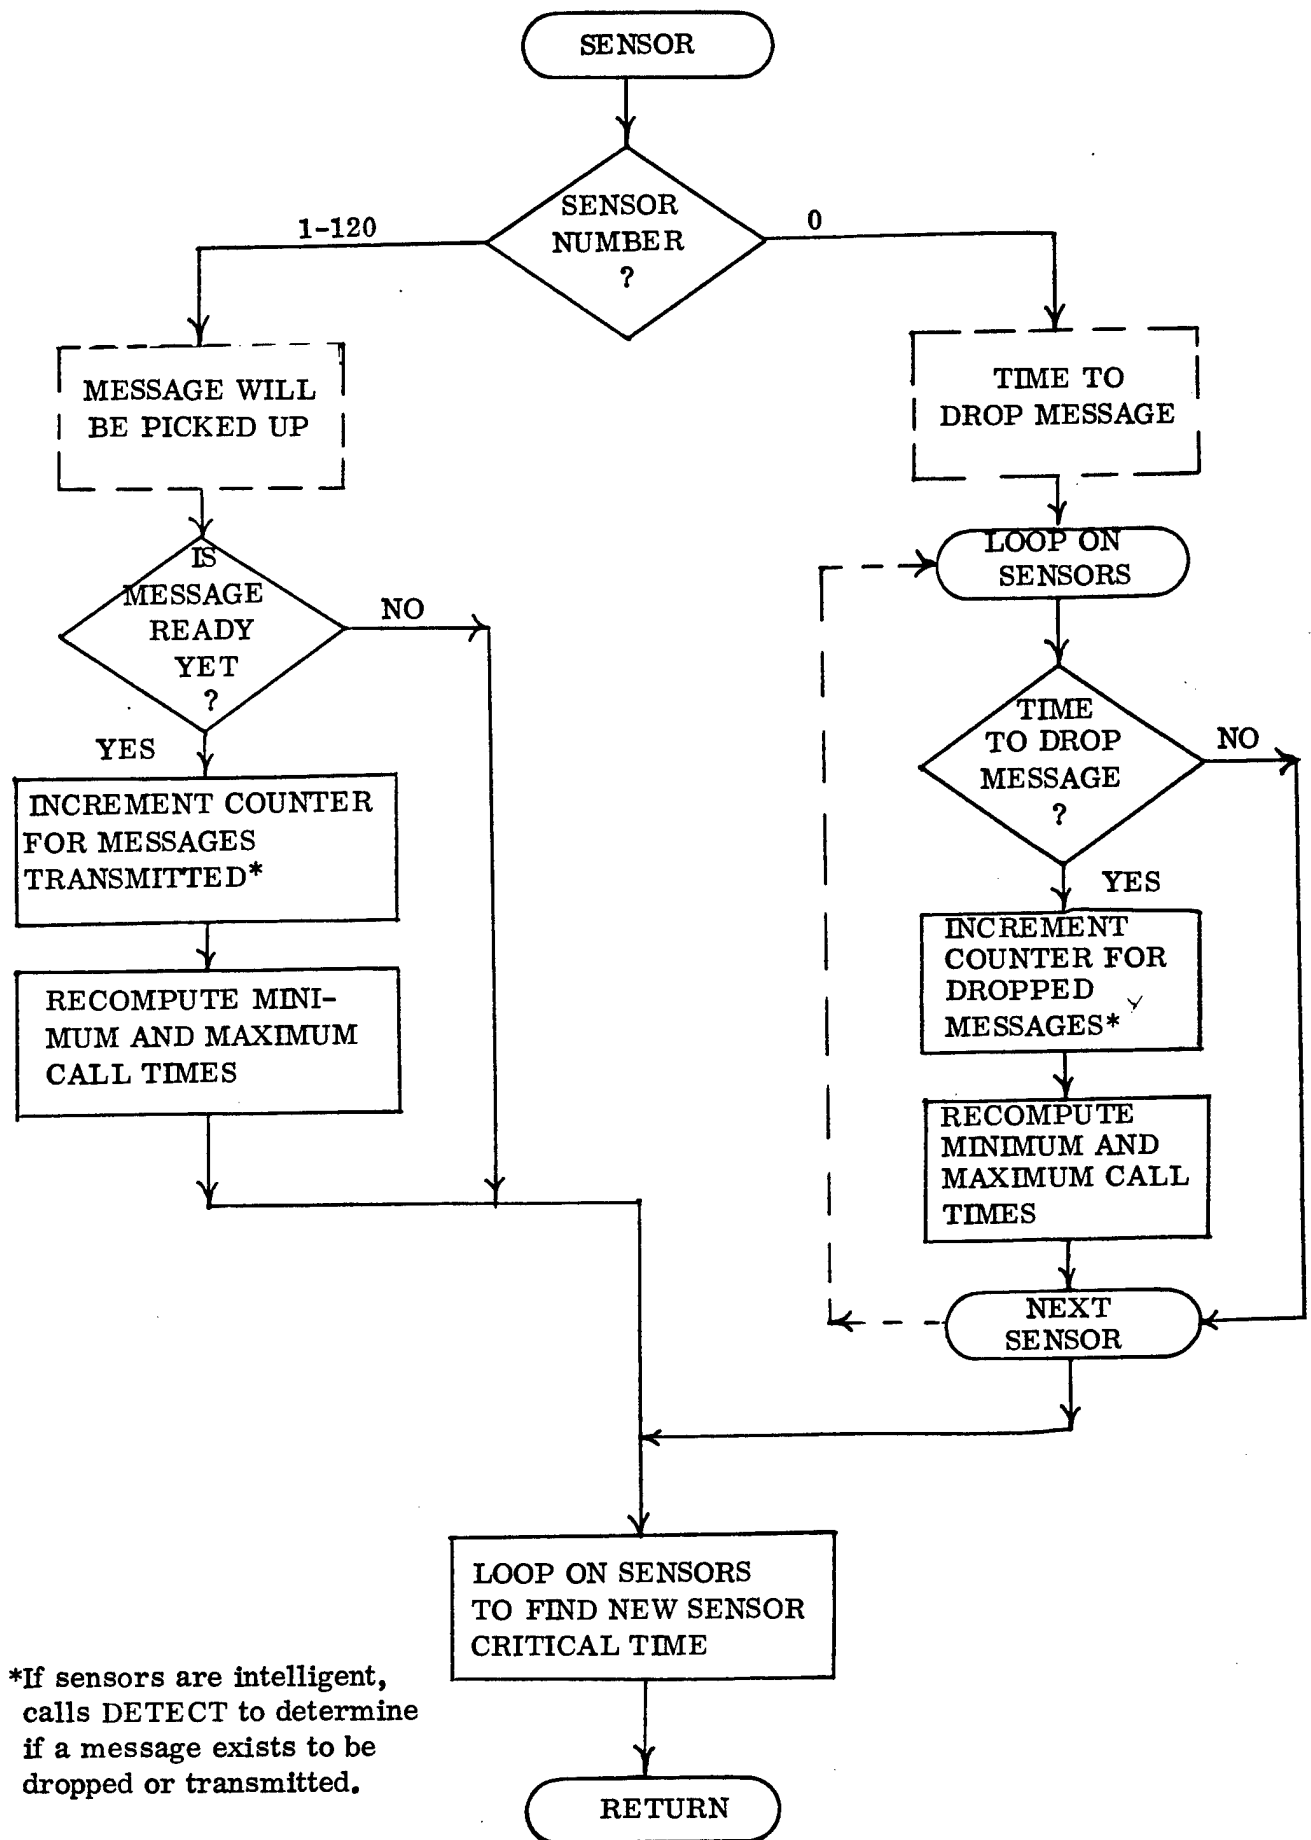 SENSOR
SENSOR
NUMBER
?
1-120
0
MESSAGE WILL
BE PICKED UP
TIME TO
DROP MESSAGE
IS
MESSAGE
READY
YET
?
NO
YES
INCREMENT COUNTER
FOR MESSAGES
TRANSMITTED*
RECOMPUTE MINI-
MUM AND MAXIMUM
CALL TIMES
LOOP ON
SENSORS
TIME
TO DROP
MESSAGE
?
NO
YES
INCREMENT
COUNTER FOR
DROPPED
MESSAGES*
RECOMPUTE
MINIMUM AND
MAXIMUM CALL
TIMES
NEXT
SENSOR
LOOP ON SENSORS
TO FIND NEW SENSOR
CRITICAL TIME
*If sensors are intelligent,
calls DETECT to determine
if a message exists to be
dropped or transmitted.
RETURN